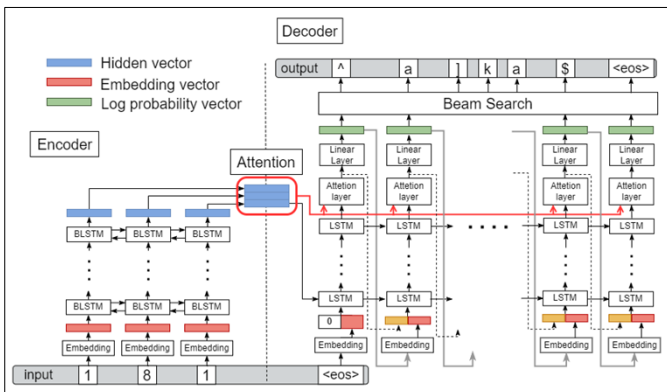 Decoder
Hidden vector
Embedding vector
Log probability vector
output ^ a ] k a $ <eos>
Beam Search
Encoder
Attention
Linear Layer Linear Layer Linear Layer Linear Layer
Attetion layer Attetion layer Attetion layer Attetion layer
BLSTM BLSTM BLSTM
LSTM LSTM LSTM LSTM
BLSTM BLSTM BLSTM
LSTM LSTM LSTM LSTM
0
Embedding Embedding Embedding Embedding Embedding Embedding Embedding
input 1 8 1 <eos>